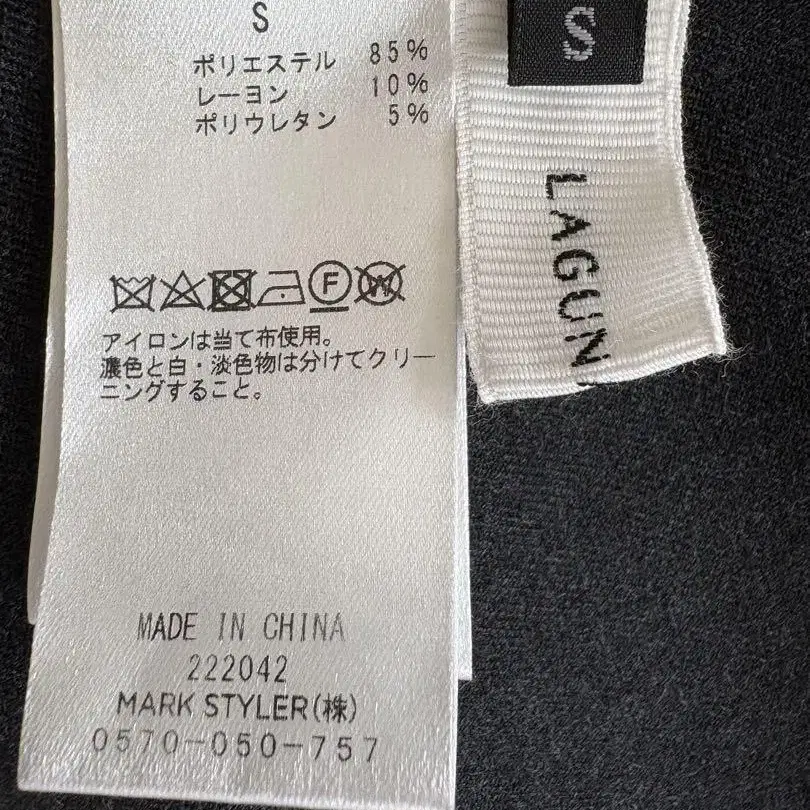 S
ポリエステル 85%
レーヨン 10%
ポリウレタン 5%
F
W
アイロンは当て布使用。
濃色と白・淡色物は分けてクリー
ニングすること。
MADE IN CHINA
222042
MARK STYLER(株)
0570-050-757
S
LAGUN